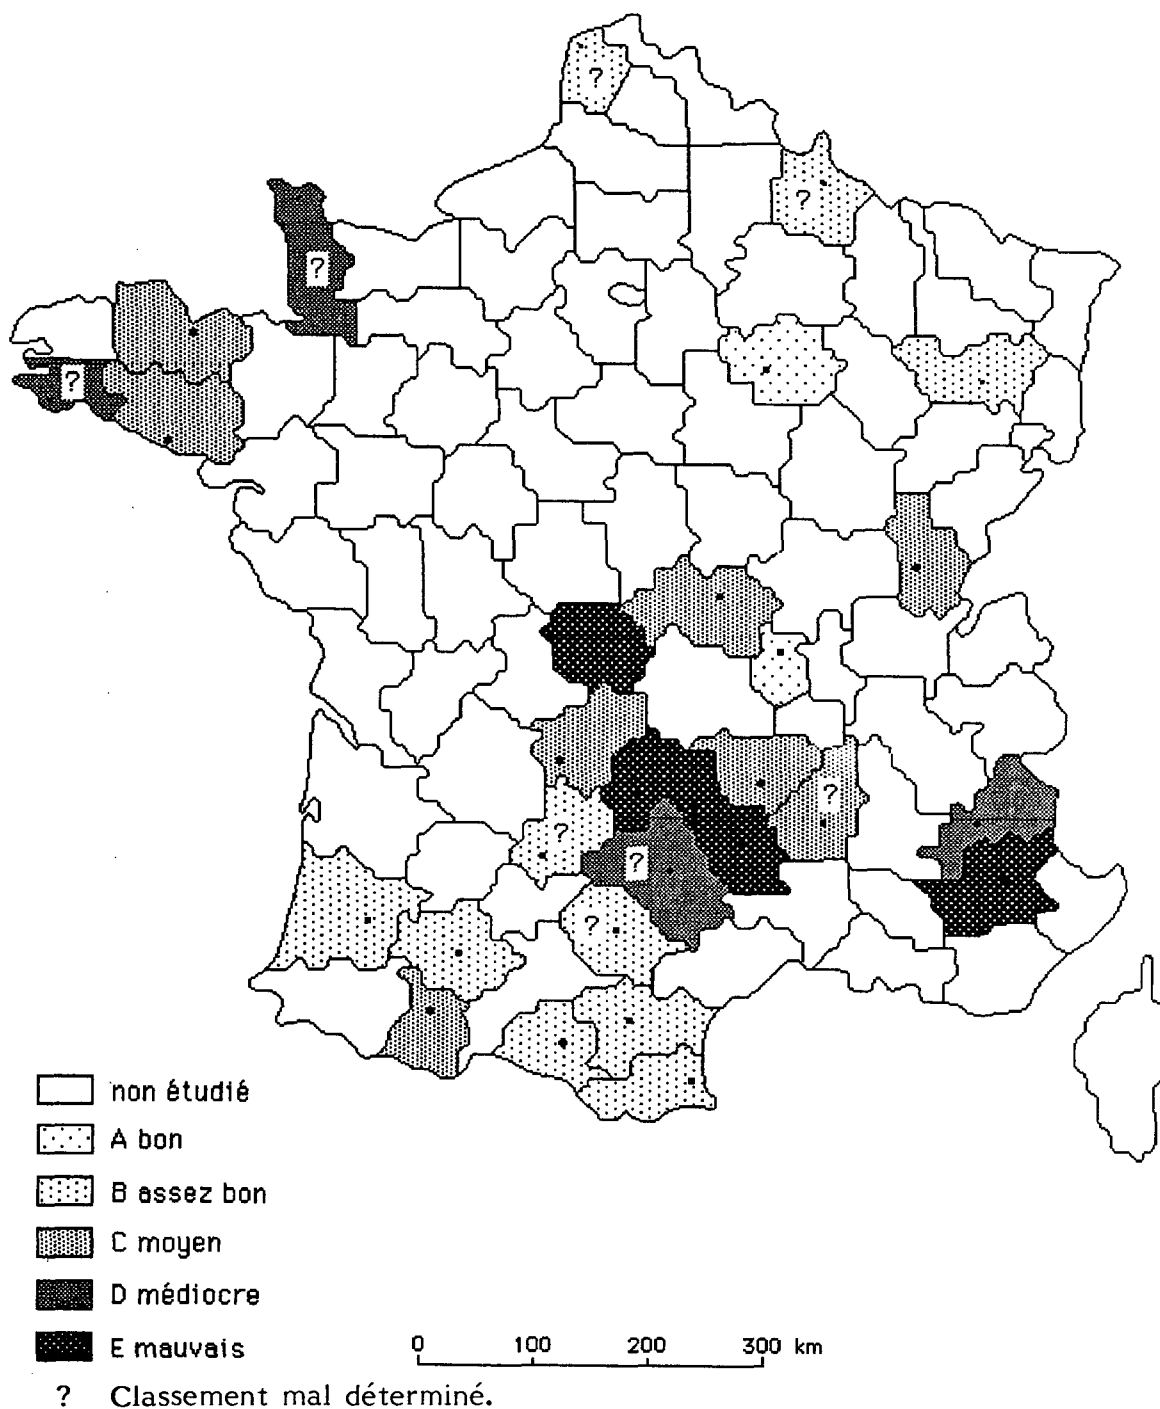 ?
?
?
?
?
?
?
?
non étudié
A bon
B assez bon
C moyen
D médiocre
E mauvais
0 100 200 300 km
? Classement mal déterminé.